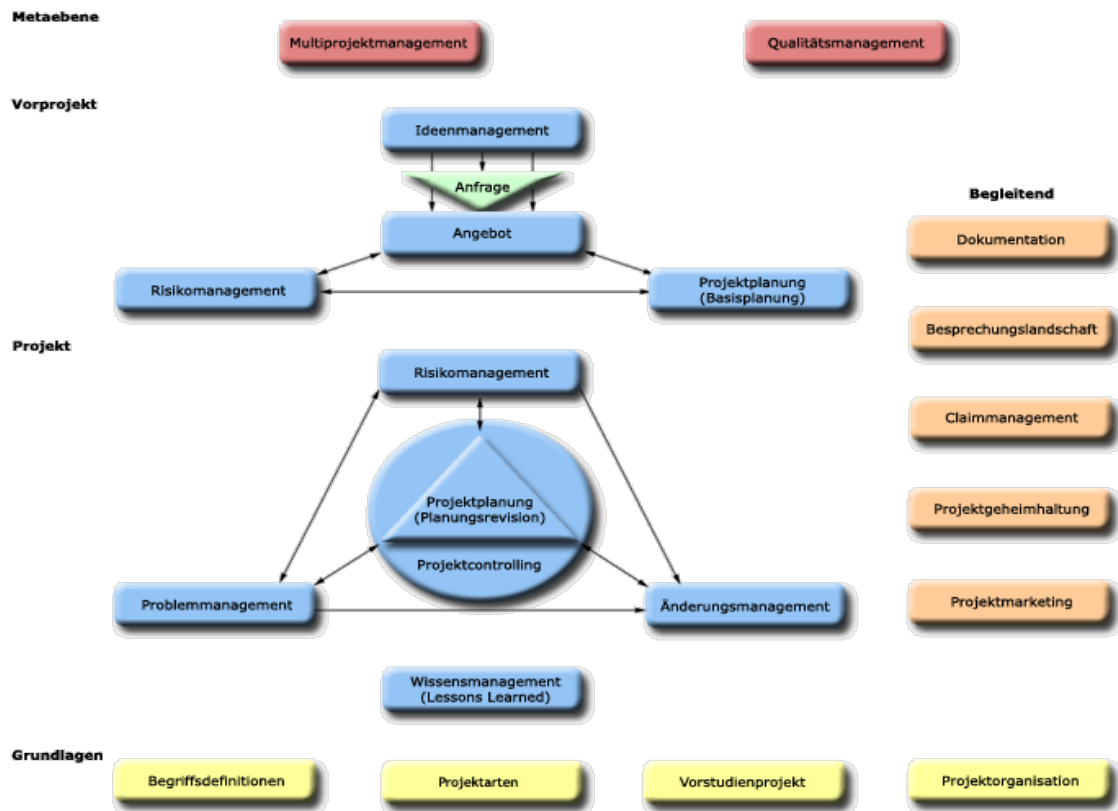 Metaebene
Multiprojektmanagement
Qualitätsmanagement
Vorprojekt
Ideenmanagement
Anfrage
Angebot
Risikomanagement
Projektplanung
(Basisplanung)
Begleitend
Dokumentation
Besprechungslandschaft
Claimmanagement
Projektgeheimhaltung
Projektmarketing
Projekt
Risikomanagement
Projektplanung
(Planungsrevision)
Projektcontrolling
Problemmanagement
Änderungsmanagement
Wissensmanagement
(Lessons Learned)
Grundlagen
Begriffsdefinitionen
Projektarten
Vorstudienprojekt
Projektorganisation